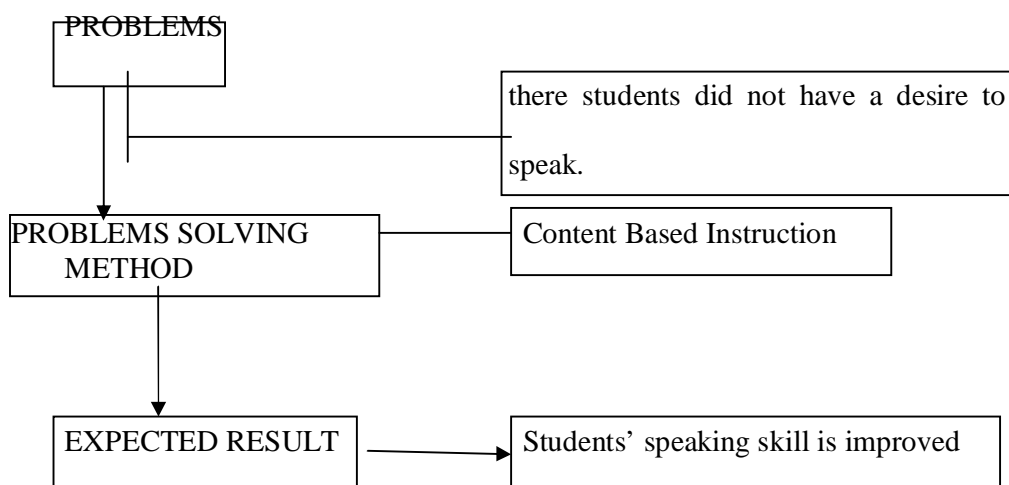 PROBLEMS
there students did not have a desire to
speak.
PROBLEMS SOLVING
METHOD
Content Based Instruction
EXPECTED RESULT
Students’ speaking skill is improved